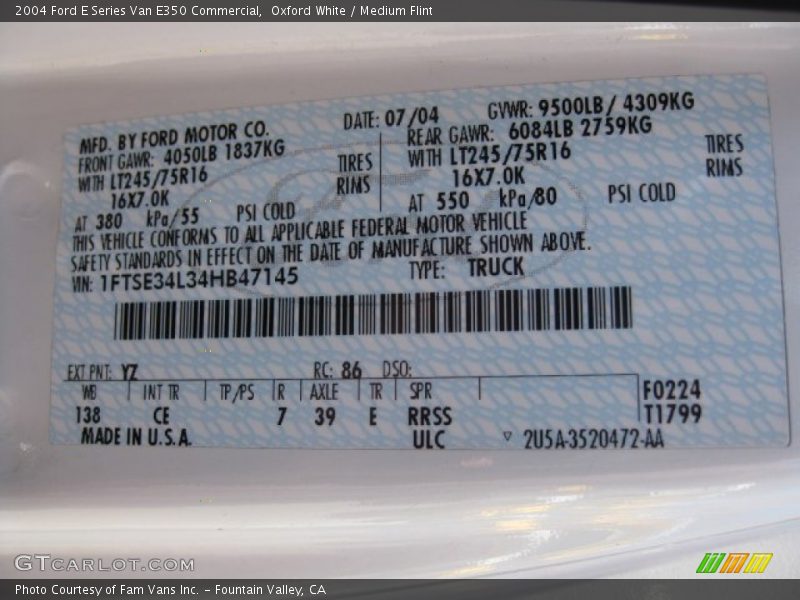 2004 Ford E Series Van E350 Commercial, Oxford White / Medium Flint
MFD. BY FORD MOTOR CO. DATE: 07/04 GVWR: 9500LB/ 4309KG
FRONT GAWR: 4050LB 1837KG REAR GAWR: 6084LB 2759KG
WITH LT245/75R16 TIRES WITH LT245/75R16 TIRES
16X7.0K RIMS 16X7.0K RIMS
AT 380 kPa/55 PSI COLD AT 550 kPa/80 PSI COLD
THIS VEHICLE CONFORMS TO ALL APPLICABLE FEDERAL MOTOR VEHICLE
SAFETY STANDARDS IN EFFECT ON THE DATE OF MANUFACTURE SHOWN ABOVE.
VIN: 1FTSE34L34HB47145 TYPE: TRUCK
EXT PNT: YZ RC: 86 DSO:
WB INT TR TP/PS R AXLE TR SPR F0224
138 CE 7 39 E RRSS T1799
MADE IN U.S.A. ULC ▽ 2U5A-3520472-AA
GTCARLOT.COM
Photo Courtesy of Fam Vans Inc. – Fountain Valley, CA